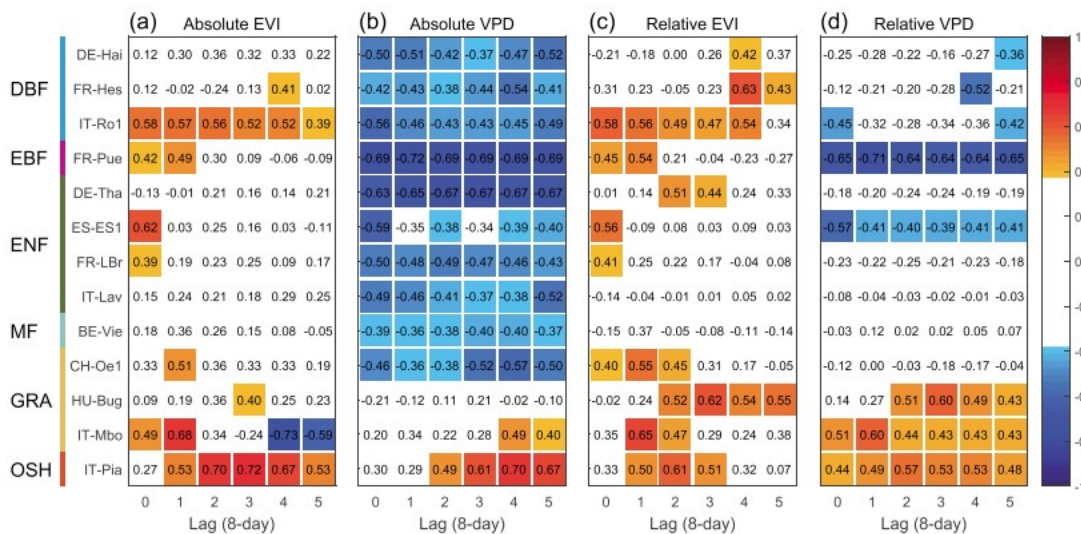 (a) Absolute EVI (b) Absolute VPD (c) Relative EVI (d) Relative VPD
DE-Hai 0.12 0.30 0.36 0.32 0.33 0.22 -0.50 -0.51 -0.42 -0.37 -0.47 -0.52 -0.21 -0.18 0.00 0.26 0.42 0.37 -0.25 -0.28 -0.22 -0.16 -0.27 -0.36
DBF FR-Hes 0.12 -0.02 -0.24 0.13 0.41 0.02 -0.42 -0.43 -0.38 -0.44 -0.54 -0.41 0.31 0.23 -0.05 0.33 0.63 0.43 -0.23 -0.21 -0.20 -0.28 -0.52 -0.21
IT-Ro1 0.58 0.57 0.56 0.52 0.52 0.39 -0.56 -0.46 -0.43 -0.43 -0.45 -0.49 0.58 0.56 0.49 0.47 0.54 0.34 -0.45 -0.32 -0.28 -0.34 -0.36 -0.42
EBF FR-Pue 0.42 0.49 0.30 0.09 -0.06 -0.09 -0.69 -0.72 -0.69 -0.69 -0.69 -0.69 0.45 0.54 0.21 -0.04 -0.23 -0.27 -0.65 -0.71 -0.64 -0.64 -0.64 -0.65
DE-Tha -0.13 -0.01 0.21 0.16 0.14 0.21 -0.63 -0.65 -0.67 -0.67 -0.67 -0.67 0.01 0.14 0.51 0.44 0.24 0.33 -0.18 -0.20 -0.24 -0.24 -0.19 -0.19
ENF ES-ES1 0.62 0.03 0.25 0.16 0.03 -0.11 -0.59 -0.35 -0.38 -0.34 -0.39 -0.40 0.56 -0.09 0.08 0.03 0.09 0.03 -0.57 -0.41 -0.40 -0.39 -0.41 -0.41
FR-LBr 0.39 0.19 0.23 0.25 0.09 0.17 -0.50 -0.48 -0.49 -0.47 -0.46 -0.43 0.41 0.25 0.22 0.17 -0.04 0.08 -0.23 -0.22 -0.25 -0.21 -0.21 -0.18
IT-Lav 0.15 0.24 0.21 0.18 0.29 0.25 -0.49 -0.46 -0.41 -0.37 -0.38 -0.52 -0.14 -0.04 -0.01 0.01 0.05 0.02 -0.08 -0.04 -0.03 -0.02 -0.01 -0.03
MF BE-Vie 0.18 0.36 0.26 0.15 0.08 -0.05 -0.39 -0.36 -0.38 -0.40 -0.40 -0.37 -0.15 0.37 -0.05 -0.08 -0.11 -0.14 -0.03 0.12 0.02 0.02 0.05 0.07
CH-Oe1 0.33 0.51 0.36 0.33 0.33 0.19 -0.46 -0.36 -0.38 -0.52 -0.57 -0.50 0.40 0.55 0.45 0.31 0.17 -0.05 -0.12 0.00 -0.14 -0.18 -0.17 -0.04
GRA HU-Bug 0.09 0.19 0.36 0.40 0.25 0.23 -0.21 -0.12 0.11 0.21 -0.02 -0.10 -0.02 0.24 0.52 0.62 0.54 0.55 0.14 0.27 0.51 0.60 0.49 0.43
IT-Mbo 0.49 0.68 0.34 -0.24 -0.73 -0.59 0.20 0.34 0.22 0.28 0.49 0.40 0.35 0.65 0.47 0.29 0.24 0.38 0.51 0.60 0.44 0.43 0.43 0.43
OSH IT-Pia 0.27 0.53 0.70 0.72 0.67 0.53 0.30 0.29 0.49 0.61 0.70 0.67 0.33 0.50 0.61 0.51 0.32 0.07 0.44 0.49 0.57 0.53 0.53 0.48
0 1 2 3 4 5 0 1 2 3 4 5 0 1 2 3 4 5 0 1 2 3 4 5
Lag (8-day) Lag (8-day) Lag (8-day) Lag (8-day)